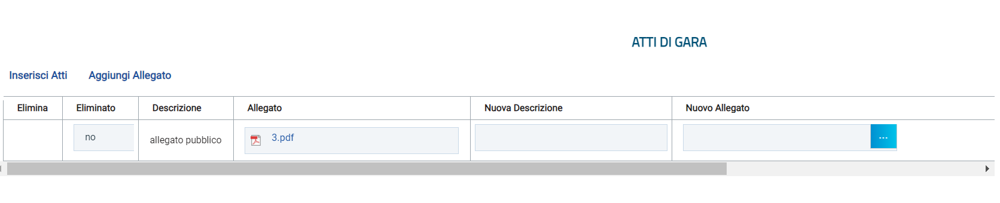 ATTI DI GARA
Inserisci Atti Aggiungi Allegato
Elimina Eliminato Descrizione Allegato Nuova Descrizione Nuovo Allegato
no allegato pubblico 3.pdf ...